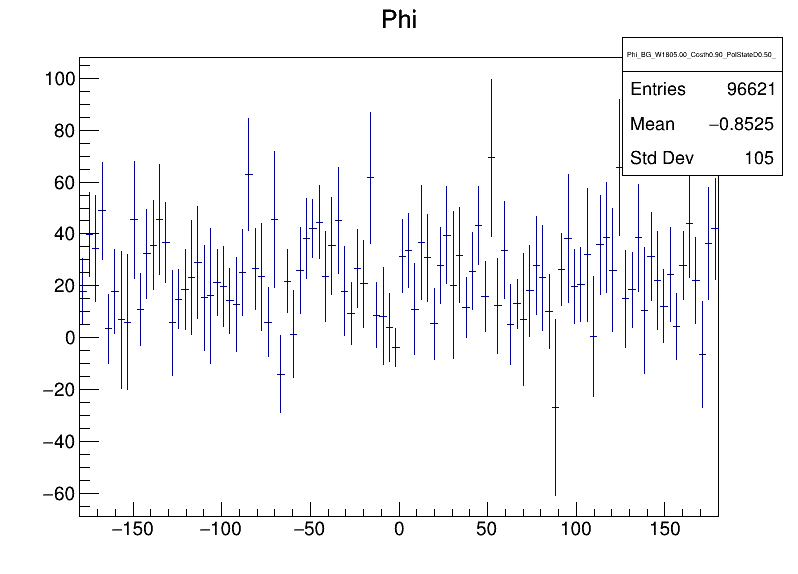 Phi
Phi_BG_W1805.00_Costh0.90_PolStateD0.50_
Entries 96621
Mean −0.8525
Std Dev 105
100
80
60
40
20
0
−20
−40
−60
−150 −100 −50 0 50 100 150